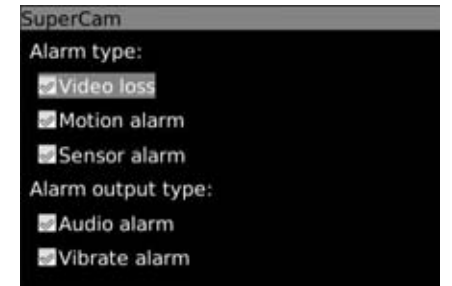 SuperCam
Alarm type:
Video loss
Motion alarm
Sensor alarm
Alarm output type:
Audio alarm
Vibrate alarm